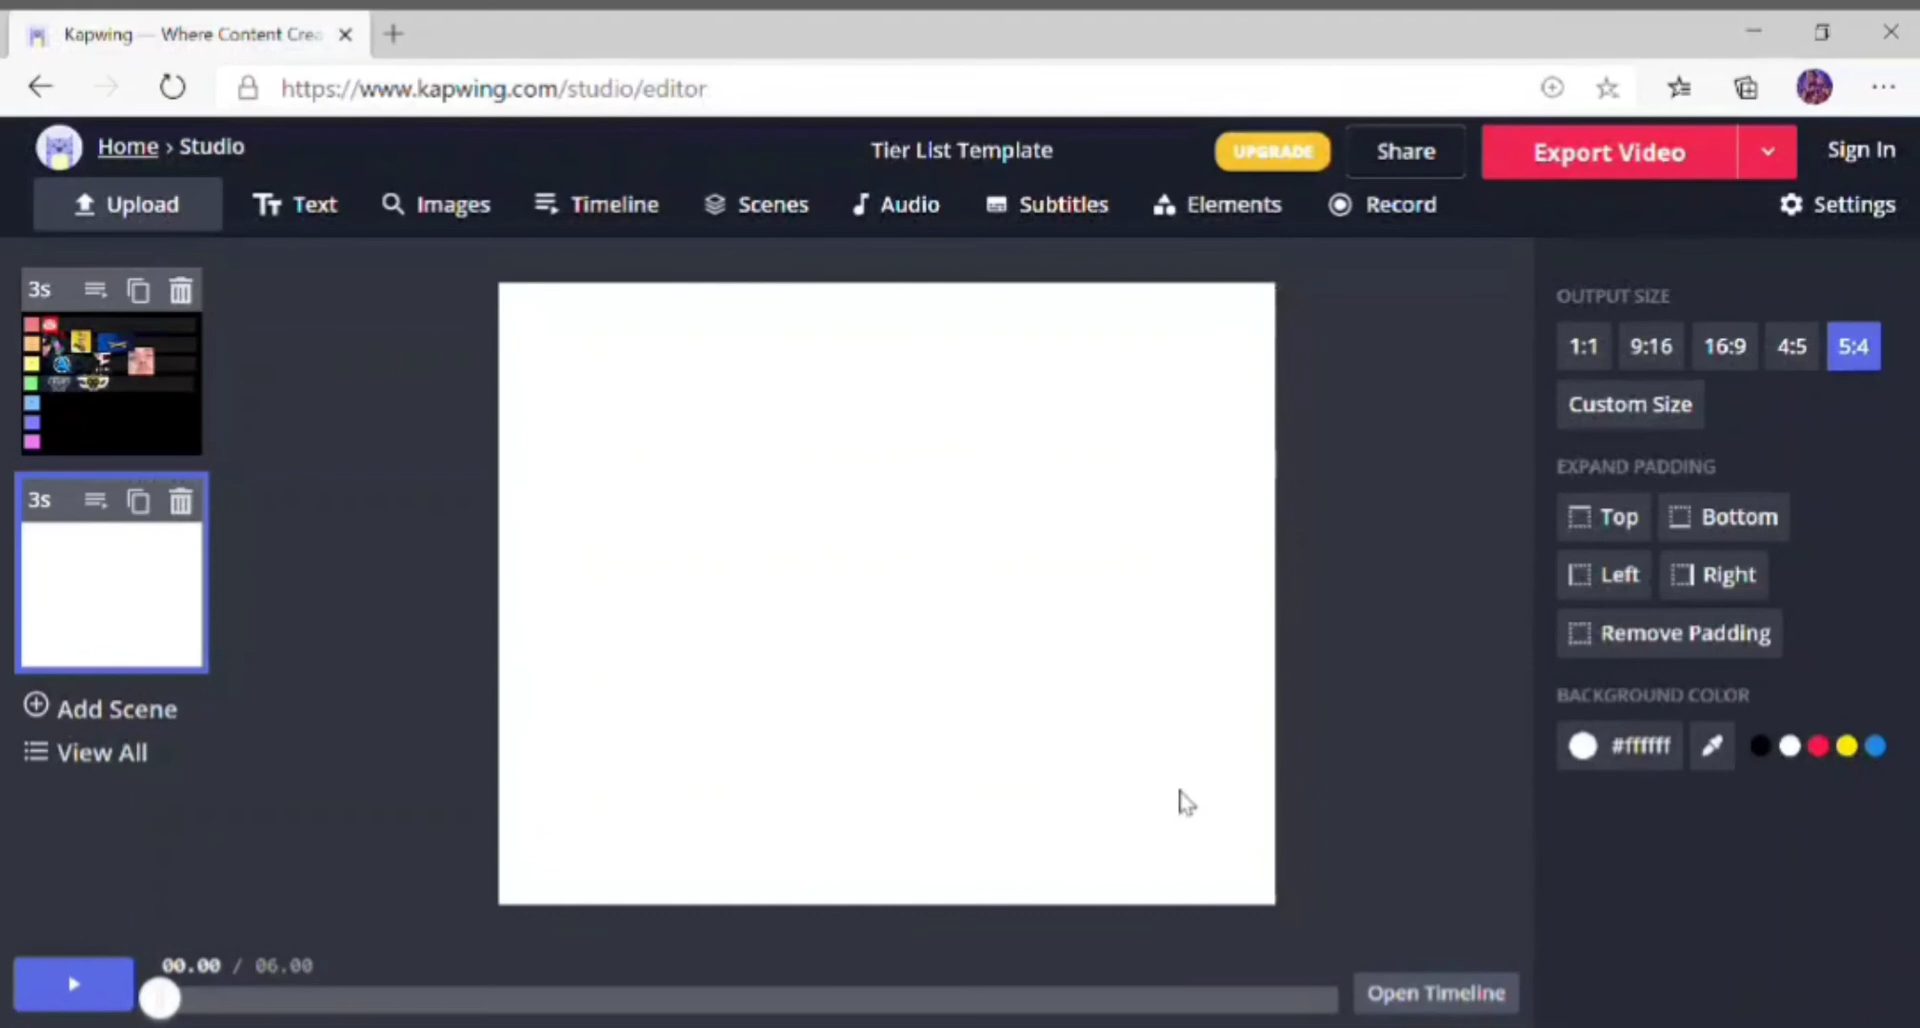 Kapwing — Where Content Crea
https://www.kapwing.com/studio/editor
Home › Studio
Tier List Template
UPGRADE
Share
Export Video
Sign In
Upload
Text
Images
Timeline
Scenes
Audio
Subtitles
Elements
Record
Settings
3s
3s
Add Scene
View All
OUTPUT SIZE
1:1 9:16 16:9 4:5 5:4
Custom Size
EXPAND PADDING
Top Bottom
Left Right
Remove Padding
BACKGROUND COLOR
#ffffff
00.00 / 06.00
Open Timeline